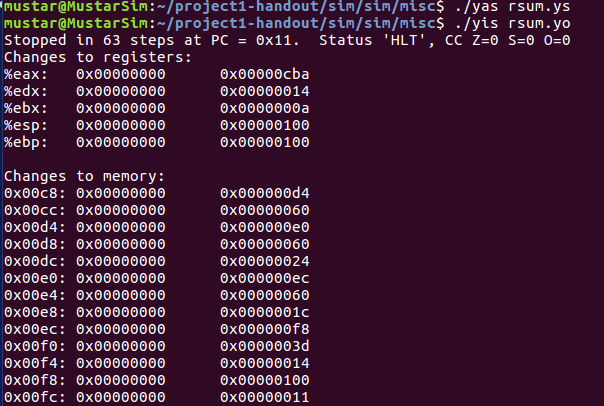 mustar@MustarSim:~/project1-handout/sim/sim/misc$ ./yas rsum.ys
mustar@MustarSim:~/project1-handout/sim/sim/misc$ ./yis rsum.yo
Stopped in 63 steps at PC = 0x11.  Status 'HLT', CC Z=0 S=0 O=0
Changes to registers:
%eax:   0x00000000      0x00000cba
%edx:   0x00000000      0x00000014
%ebx:   0x00000000      0x0000000a
%esp:   0x00000000      0x00000100
%ebp:   0x00000000      0x00000100
Changes to memory:
0x00c8: 0x00000000      0x000000d4
0x00cc: 0x00000000      0x00000060
0x00d4: 0x00000000      0x000000e0
0x00d8: 0x00000000      0x00000060
0x00dc: 0x00000000      0x00000024
0x00e0: 0x00000000      0x000000ec
0x00e4: 0x00000000      0x00000060
0x00e8: 0x00000000      0x0000001c
0x00ec: 0x00000000      0x000000f8
0x00f0: 0x00000000      0x0000003d
0x00f4: 0x00000000      0x00000014
0x00f8: 0x00000000      0x00000100
0x00fc: 0x00000000      0x00000011